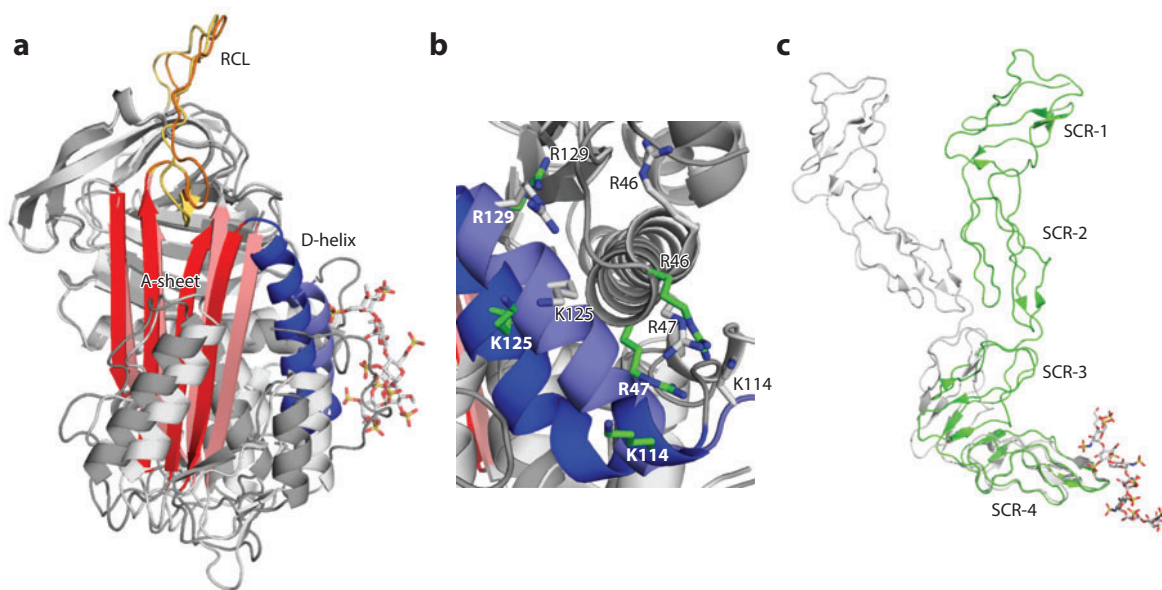 a
RCL
D-helix
A-sheet
b
R129
R46
R129
R46
K125
R47
K125
K114
R47
K114
c
SCR-1
SCR-2
SCR-3
SCR-4